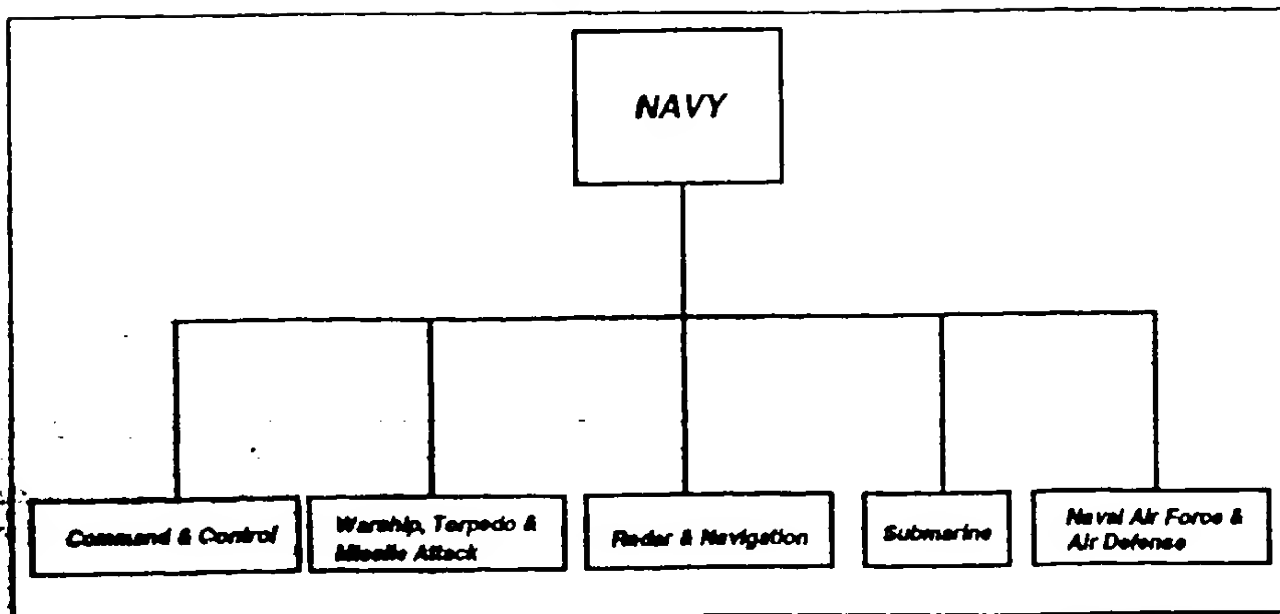 NAVY
Command & Control
Warship, Torpedo &
Missile Attack
Radar & Navigation
Submarine
Naval Air Force &
Air Defense